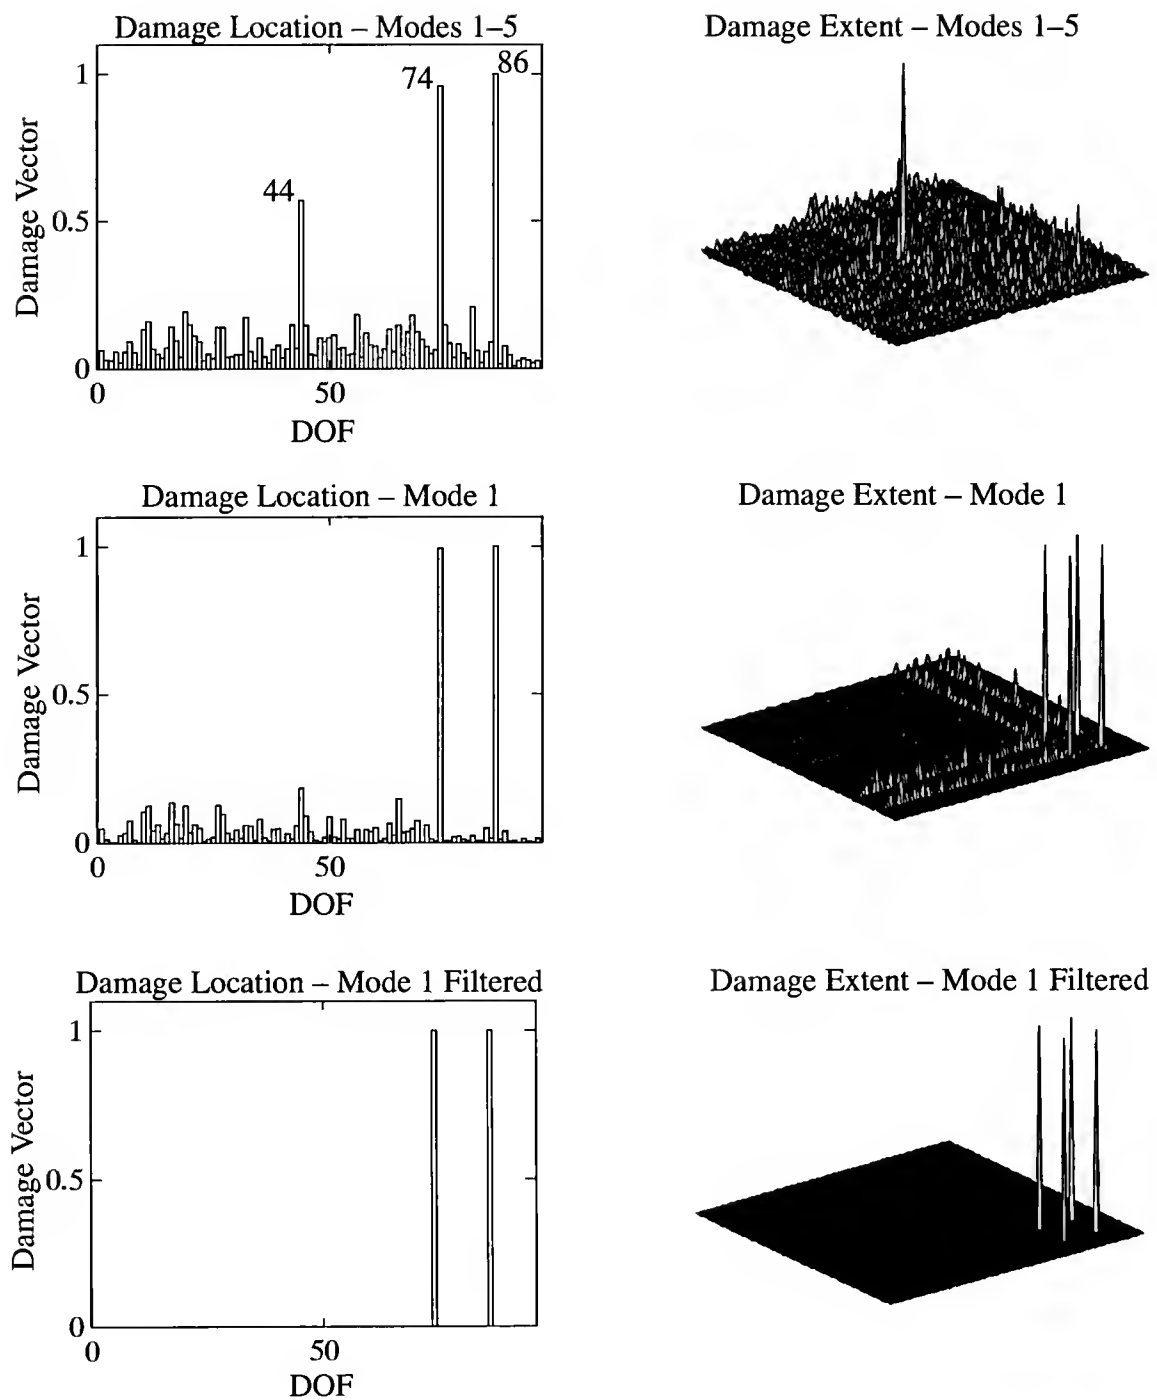 Damage Location – Modes 1–5
Damage Extent – Modes 1–5
1
86
74
44
0.5
Damage Vector
0
0
50
DOF
Damage Location – Mode 1
Damage Extent – Mode 1
1
0.5
Damage Vector
0
0
50
DOF
Damage Location – Mode 1 Filtered
Damage Extent – Mode 1 Filtered
1
0.5
Damage Vector
0
0
50
DOF